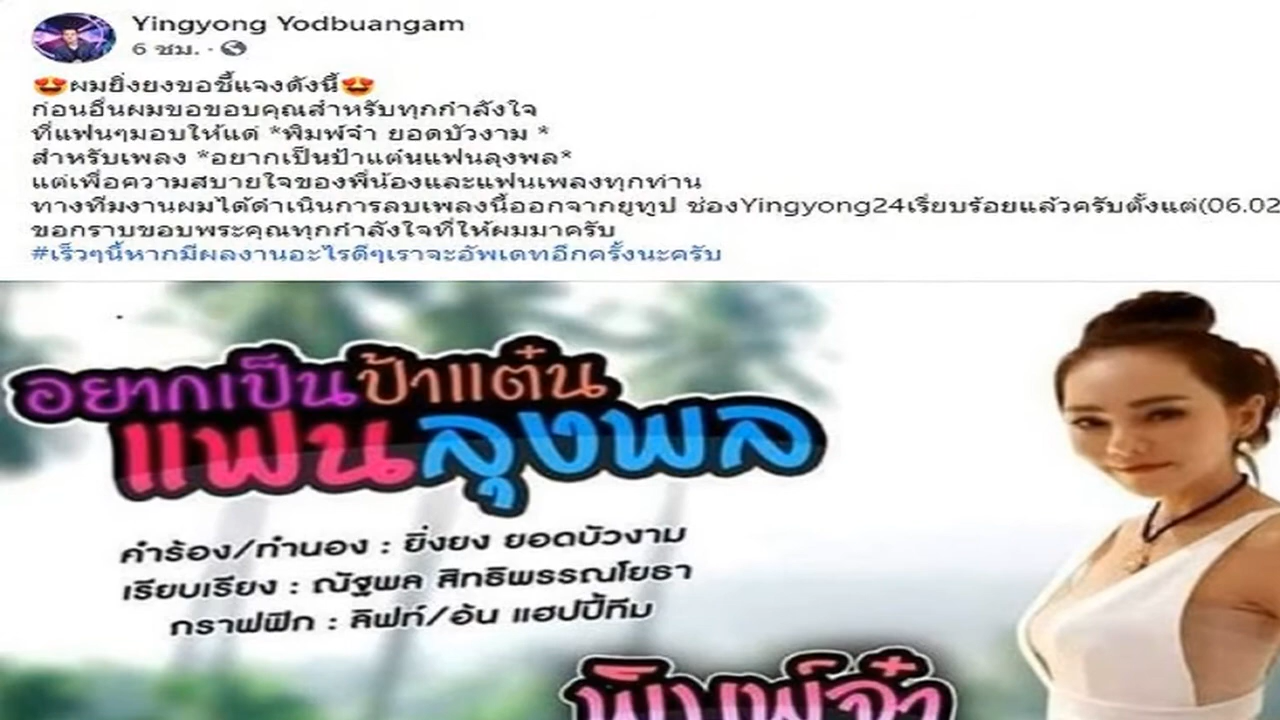 Yingyong Yodbuangam
6 ชม. ·
😍ผมยิ่งยงขอชี้แจงดังนี้😍
ก่อนอื่นผมขอขอบคุณสำหรับทุกกำลังใจ
ที่แฟนๆมอบให้แด่ *พิมพ์จ๋า ยอดบัวงาม *
สำหรับเพลง *อยากเป็นป้าแต๋นแฟนลุงพล*
แต่เพื่อความสบายใจของพี่น้องและแฟนเพลงทุกท่าน
ทางทีมงานผมได้ดำเนินการลบเพลงนี้ออกจากยูทูป ช่องYingyong24เรียบร้อยแล้วครับตั้งแต่(06.02
ขอกราบขอบพระคุณทุกกำลังใจที่ให้ผมมาครับ
#เร็วๆนี้หากมีผลงานอะไรดีๆเราจะอัพเดทอีกครั้งนะครับ
อยากเป็นป้าแต๋น
แฟนลุงพล
คำร้อง/ทำนอง : ยิ่งยง ยอดบัวงาม
เรียบเรียง : ณัฐพล สิทธิพรรณโยธา
กราฟฟิก : ลิฟท์/อ้น แฮปปี้ทีม
พิมพ์จ๋า